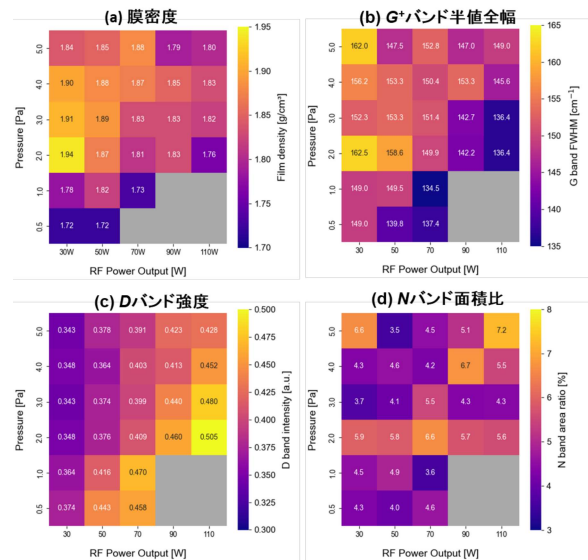 (a) 膜密度
Pressure [Pa]
5.0 1.84 1.85 1.88 1.79 1.80
4.0 1.90 1.88 1.87 1.85 1.83
3.0 1.91 1.89 1.83 1.83 1.82
2.0 1.94 1.87 1.81 1.83 1.76
1.0 1.78 1.82 1.73
0.5 1.72 1.72
30W 50W 70W 90W 110W
RF Power Output [W]
1.95
1.90
1.85
1.80
1.75
1.70
Film density [g/cm³]
(b) G⁺バンド半値全幅
Pressure [Pa]
5.0 162.0 147.5 152.8 147.0 149.0
4.0 156.2 153.3 150.4 153.3 145.6
3.0 152.3 153.3 151.4 142.7 136.4
2.0 162.5 158.6 149.9 142.2 136.4
1.0 149.0 149.5 134.5
0.5 149.0 139.8 137.4
30 50 70 90 110
RF Power Output [W]
165
160
155
150
145
140
135
G band FWHM [cm⁻¹]
(c) Dバンド強度
Pressure [Pa]
5.0 0.343 0.378 0.391 0.423 0.428
4.0 0.348 0.364 0.403 0.413 0.452
3.0 0.343 0.374 0.399 0.440 0.480
2.0 0.348 0.376 0.409 0.460 0.505
1.0 0.364 0.416 0.470
0.5 0.374 0.443 0.458
30 50 70 90 110
RF Power Output [W]
0.500
0.475
0.450
0.425
0.400
0.375
0.350
0.325
0.300
D band intensity [a.u.]
(d) Nバンド面積比
Pressure [Pa]
5.0 6.6 3.5 4.5 5.1 7.2
4.0 4.3 4.6 4.2 6.7 5.5
3.0 3.7 4.1 5.5 4.3 4.3
2.0 5.9 5.8 6.6 5.7 5.6
1.0 4.5 4.9 3.6
0.5 4.3 4.0 4.6
30 50 70 90 110
RF Power Output [W]
8
7
6
5
4
3
N band area ratio [%]